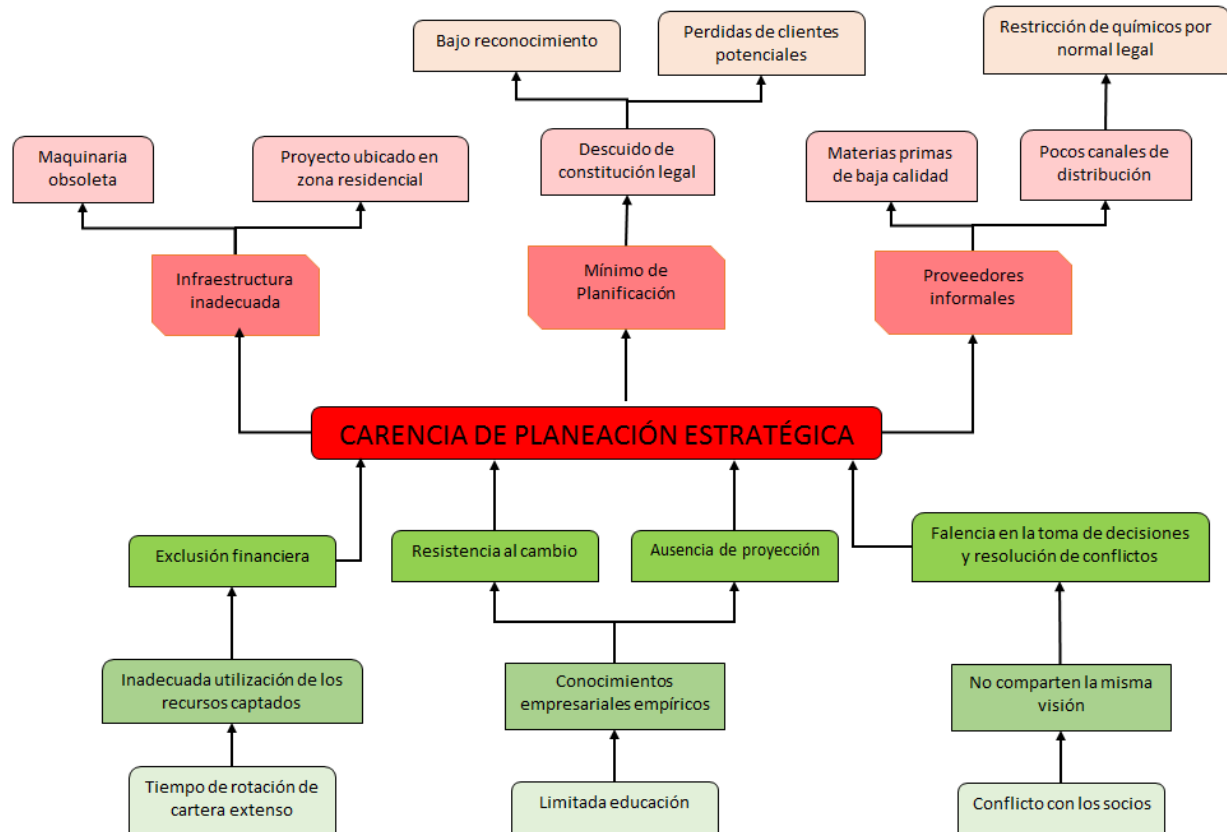 Bajo reconocimiento
Perdidas de clientes
potenciales
Restricción de químicos por
normal legal
Maquinaria
obsoleta
Proyecto ubicado en
zona residencial
Descuido de
constitución legal
Materias primas
de baja calidad
Pocos canales de
distribución
Infraestructura
inadecuada
Mínimo de
Planificación
Proveedores
informales
CARENCIA DE PLANEACIÓN ESTRATÉGICA
Exclusión financiera
Resistencia al cambio
Ausencia de proyección
Falencia en la toma de decisiones
y resolución de conflictos
Inadecuada utilización de los
recursos captados
Conocimientos
empresariales empíricos
No comparten la misma
visión
Tiempo de rotación de
cartera extenso
Limitada educación
Conflicto con los socios